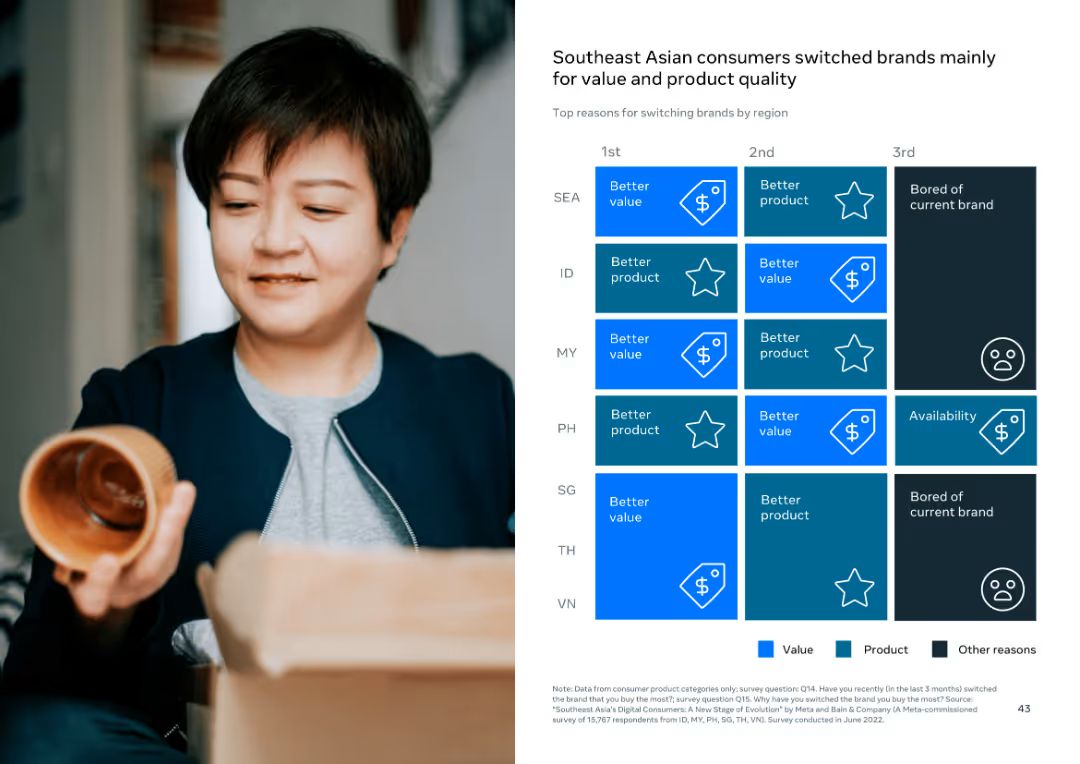 Southeast Asian consumers switched brands mainly
for value and product quality
Top reasons for switching brands by region
1st 2nd 3rd
SEA
Better
value
Better
product
Bored of
current brand
ID
Better
product
Better
value
MY
Better
value
Better
product
PH
Better
product
Better
value
Availability
SG
TH
VN
Better
value
Better
product
Bored of
current brand
Value Product Other reasons
Note: Data from consumer product categories only; survey question: Q14. Have you recently (in the last 3 months) switched
the brand that you buy the most?; survey question Q15. Why have you switched the brand you buy the most? Source:
"Southeast Asia's Digital Consumers: A New Stage of Evolution" by Meta and Bain & Company (A Meta-commissioned
survey of 15,767 respondents from ID, MY, PH, SG, TH, VN). Survey conducted in June 2022.
43